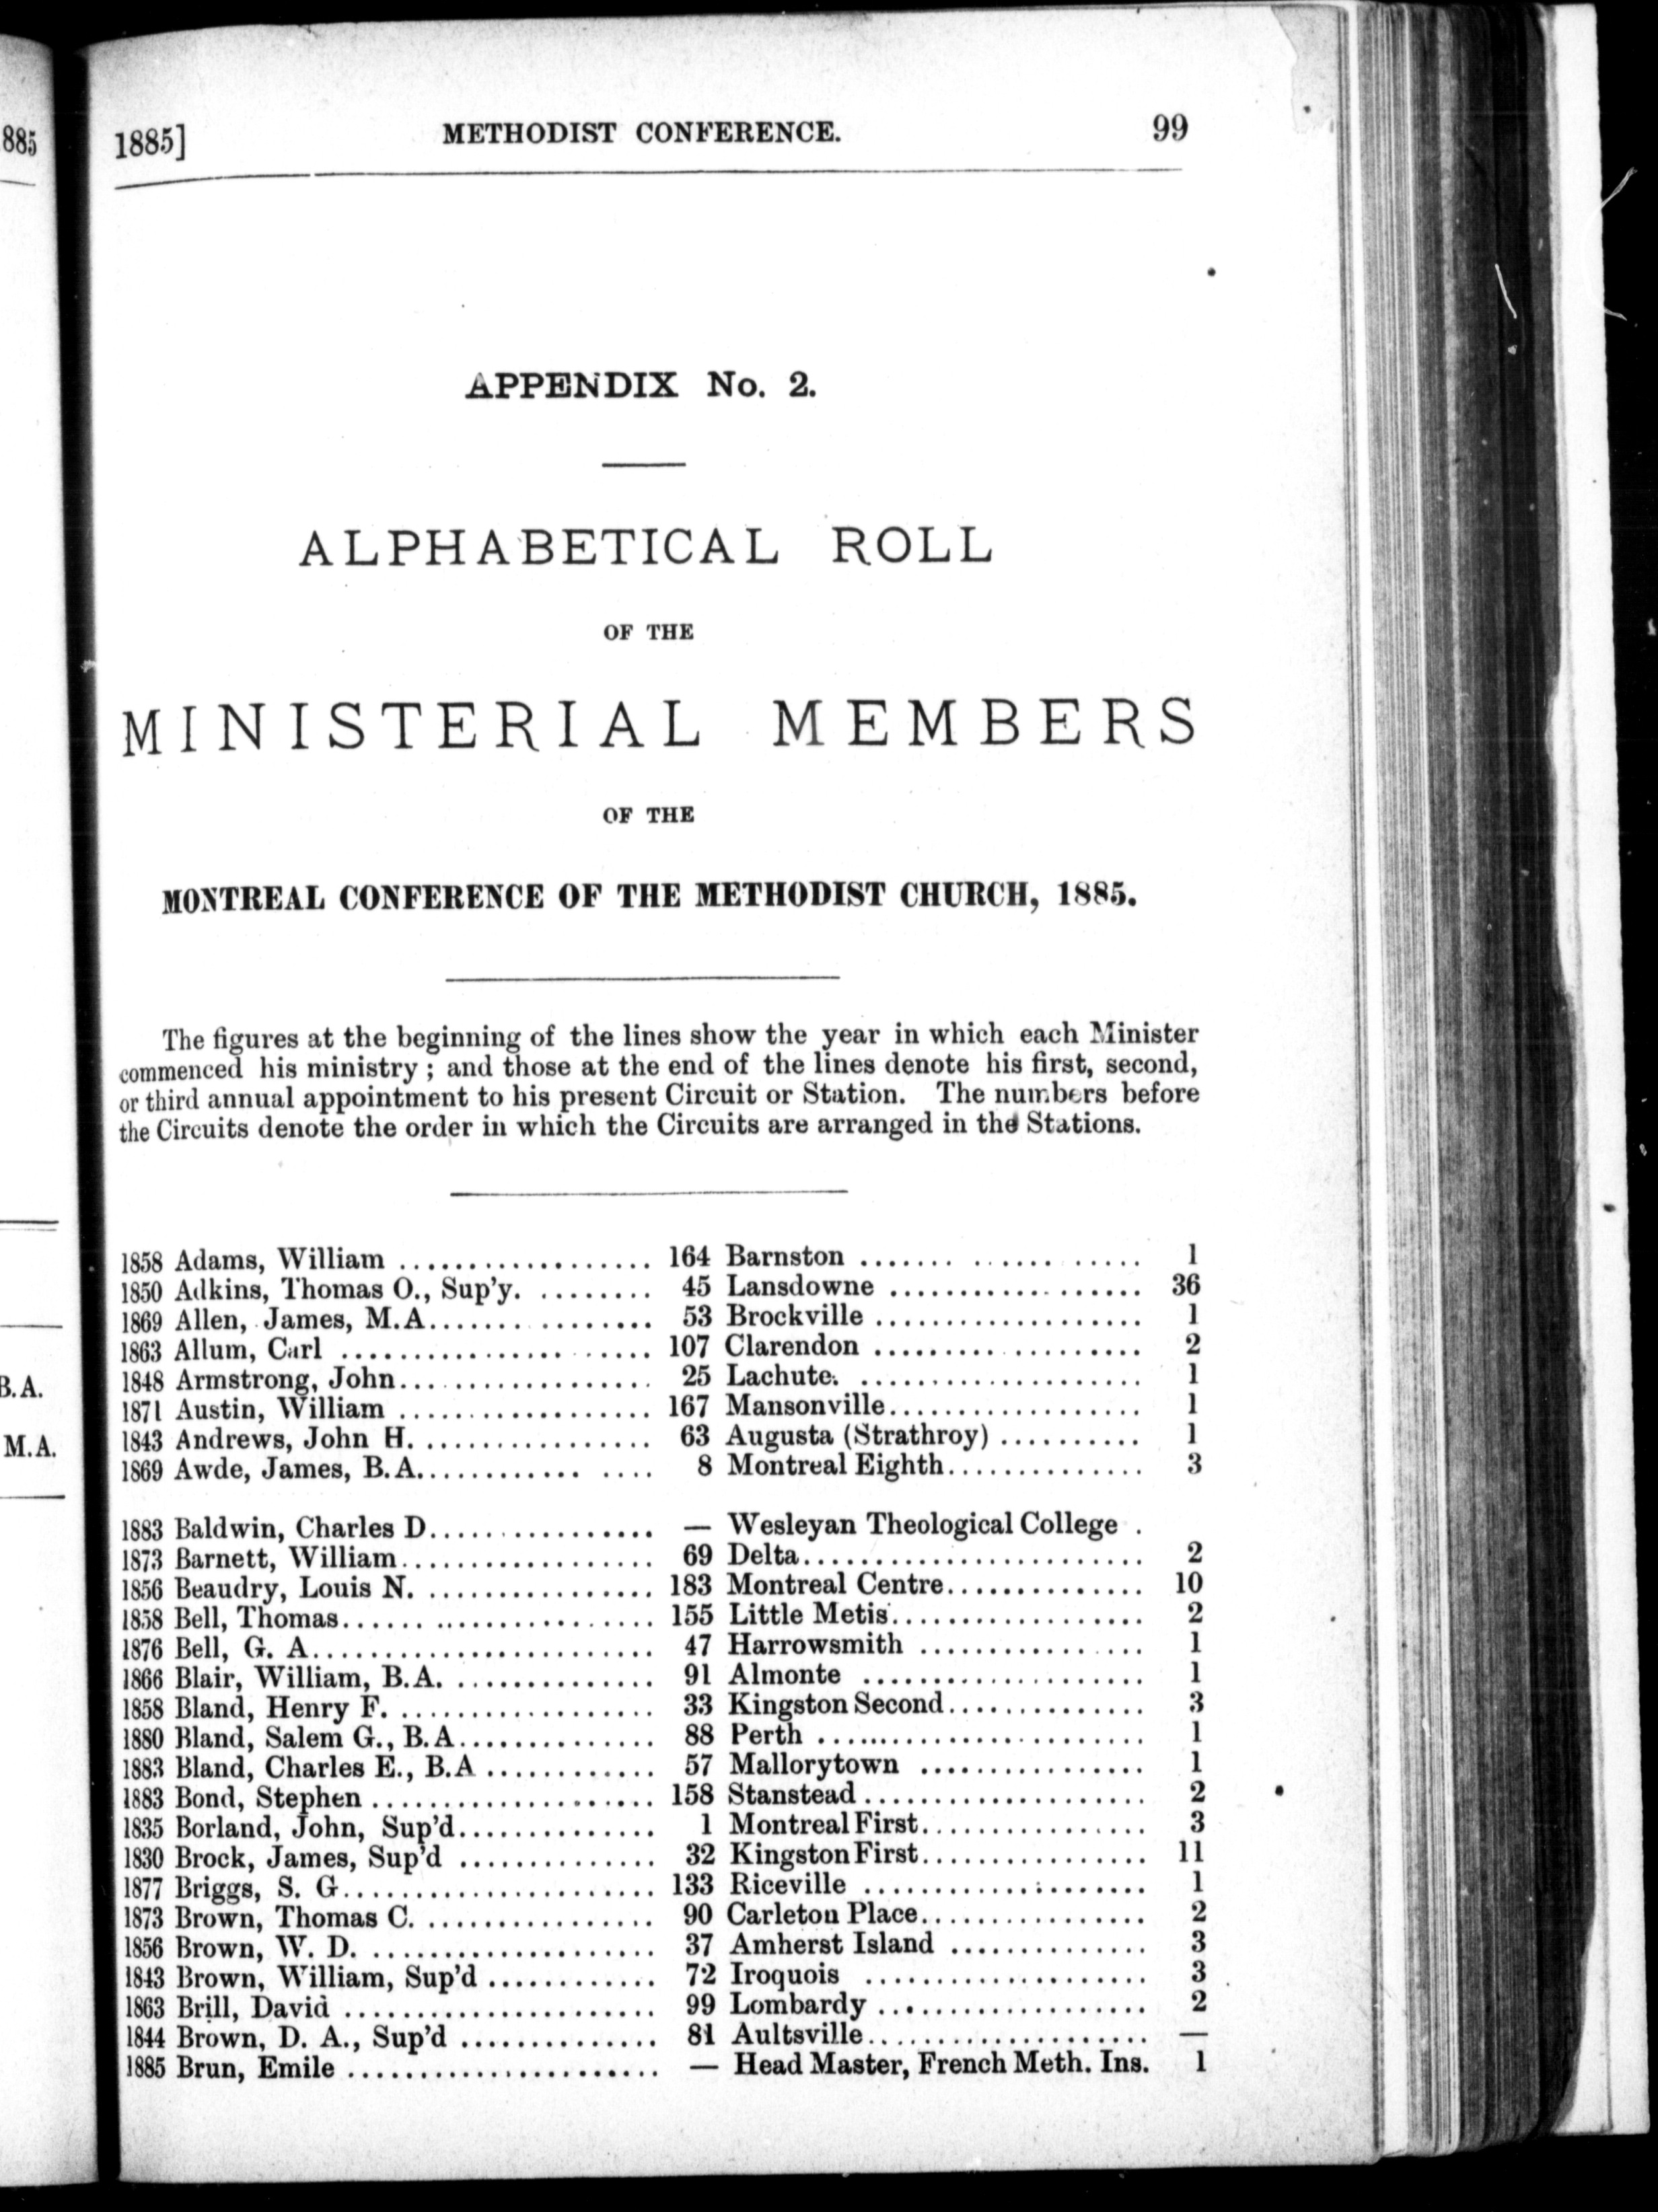 885
B.A.
M.A.
1885] METHODIST CONFERENCE. 99
APPENDIX No. 2.
ALPHABETICAL ROLL
OF THE
MINISTERIAL MEMBERS
OF THE
MONTREAL CONFERENCE OF THE METHODIST CHURCH, 1885.
The figures at the beginning of the lines show the year in which each Minister
commenced his ministry ; and those at the end of the lines denote his first, second,
or third annual appointment to his present Circuit or Station. The numbers before
the Circuits denote the order in which the Circuits are arranged in the Stations.
1858 Adams, William .................. 164 Barnston .................... 1
1850 Adkins, Thomas O., Sup'y. ........ 45 Lansdowne .................. 36
1869 Allen, James, M.A................ 53 Brockville ................... 1
1863 Allum, Carl ...................... 107 Clarendon ................... 2
1848 Armstrong, John.................. 25 Lachute. .................... 1
1871 Austin, William .................. 167 Mansonville.................. 1
1843 Andrews, John H. ................ 63 Augusta (Strathroy) .......... 1
1869 Awde, James, B.A................ 8 Montreal Eighth.............. 3
1883 Baldwin, Charles D................ — Wesleyan Theological College .
1873 Barnett, William.................. 69 Delta........................ 2
1856 Beaudry, Louis N. ................ 183 Montreal Centre.............. 10
1858 Bell, Thomas...................... 155 Little Metis.................. 2
1876 Bell, G. A........................ 47 Harrowsmith ................ 1
1866 Blair, William, B.A. .............. 91 Almonte .................... 1
1858 Bland, Henry F. .................. 33 Kingston Second.............. 3
1880 Bland, Salem G., B.A.............. 88 Perth ....................... 1
1883 Bland, Charles E., B.A ............ 57 Mallorytown ................ 1
1883 Bond, Stephen .................... 158 Stanstead.................... 2
1835 Borland, John, Sup'd.............. 1 Montreal First................ 3
1830 Brock, James, Sup'd .............. 32 Kingston First................ 11
1877 Briggs, S. G...................... 133 Riceville .................... 1
1873 Brown, Thomas C. ................ 90 Carleton Place................ 2
1856 Brown, W. D. .................... 37 Amherst Island .............. 3
1843 Brown, William, Sup'd ............ 72 Iroquois .................... 3
1863 Brill, David ...................... 99 Lombardy ................... 2
1844 Brown, D. A., Sup'd .............. 81 Aultsville.................... —
1885 Brun, Emile ...................... — Head Master, French Meth. Ins. 1